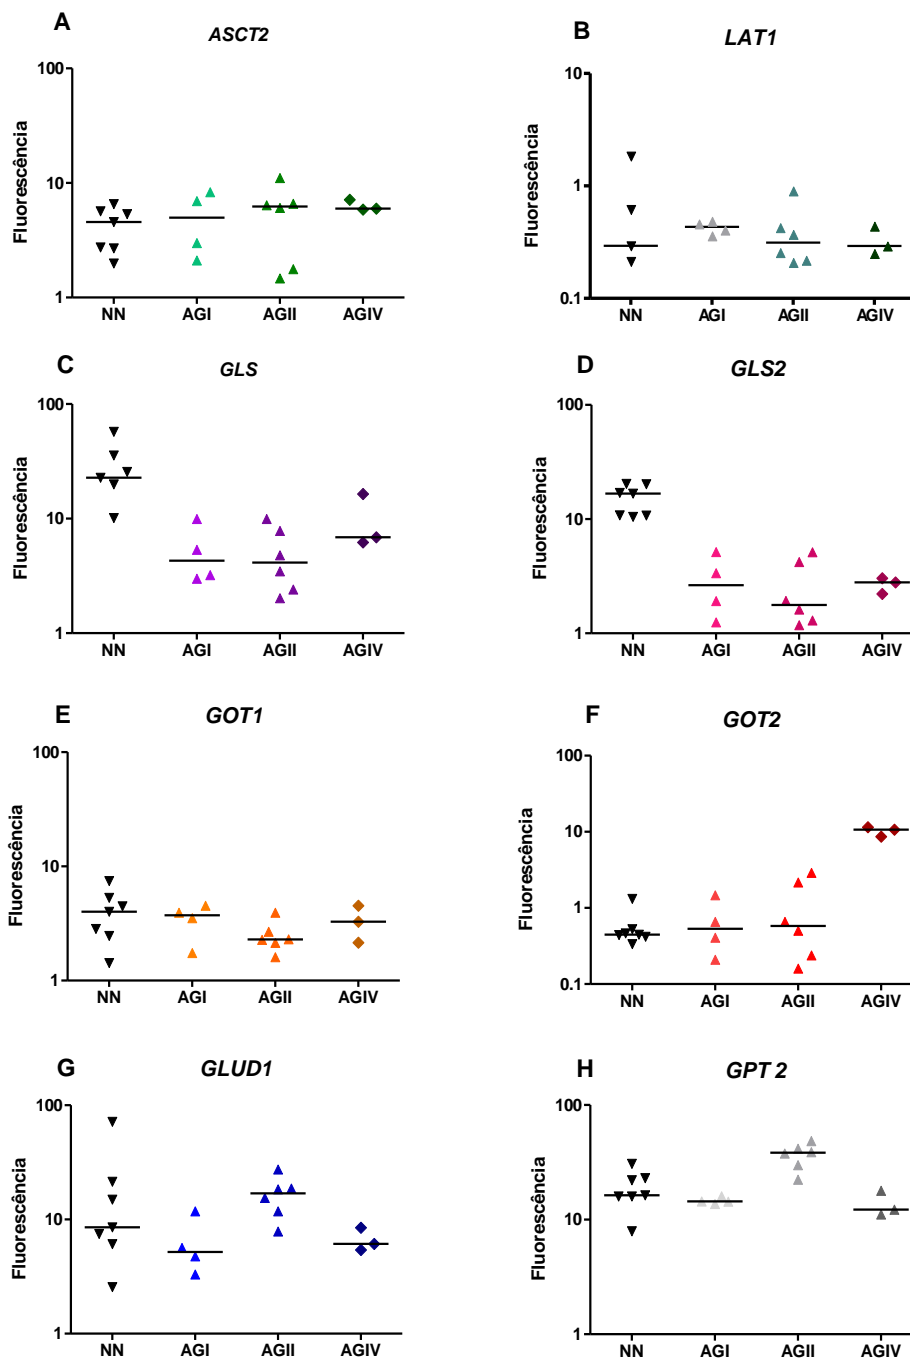 A
ASCT2
Fluorescência
100
10
1
NN AGI AGII AGIV
B
LAT1
Fluorescência
10
1
0.1
NN AGI AGII AGIV
C
GLS
Fluorescência
100
10
1
NN AGI AGII AGIV
D
GLS2
Fluorescência
100
10
1
NN AGI AGII AGIV
E
GOT1
Fluorescência
100
10
1
NN AGI AGII AGIV
F
GOT2
Fluorescência
100
10
1
0.1
NN AGI AGII AGIV
G
GLUD1
Fluorescência
100
10
1
NN AGI AGII AGIV
H
GPT 2
Fluorescência
100
10
1
NN AGI AGII AGIV